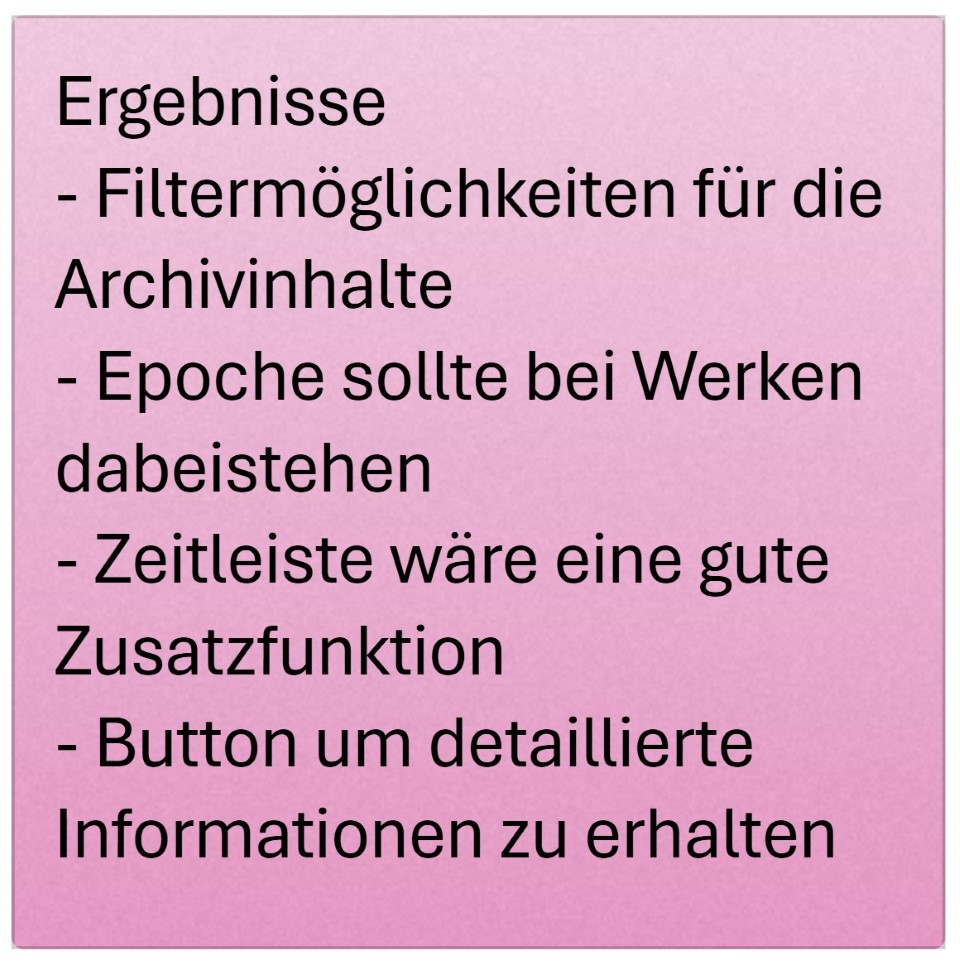 Ergebnisse
- Filtermöglichkeiten für die
Archivinhalte
- Epoche sollte bei Werken
dabeistehen
- Zeitleiste wäre eine gute
Zusatzfunktion
- Button um detaillierte
Informationen zu erhalten